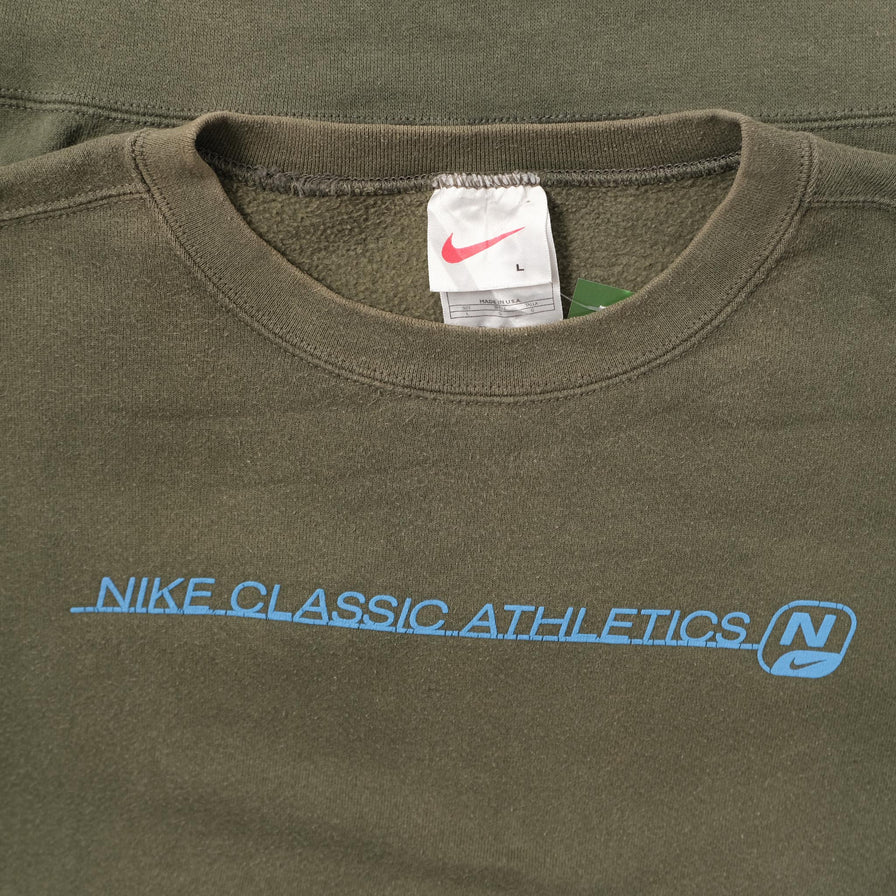 L
MADE IN U.S.A.
NIKE CLASSIC ATHLETICS N